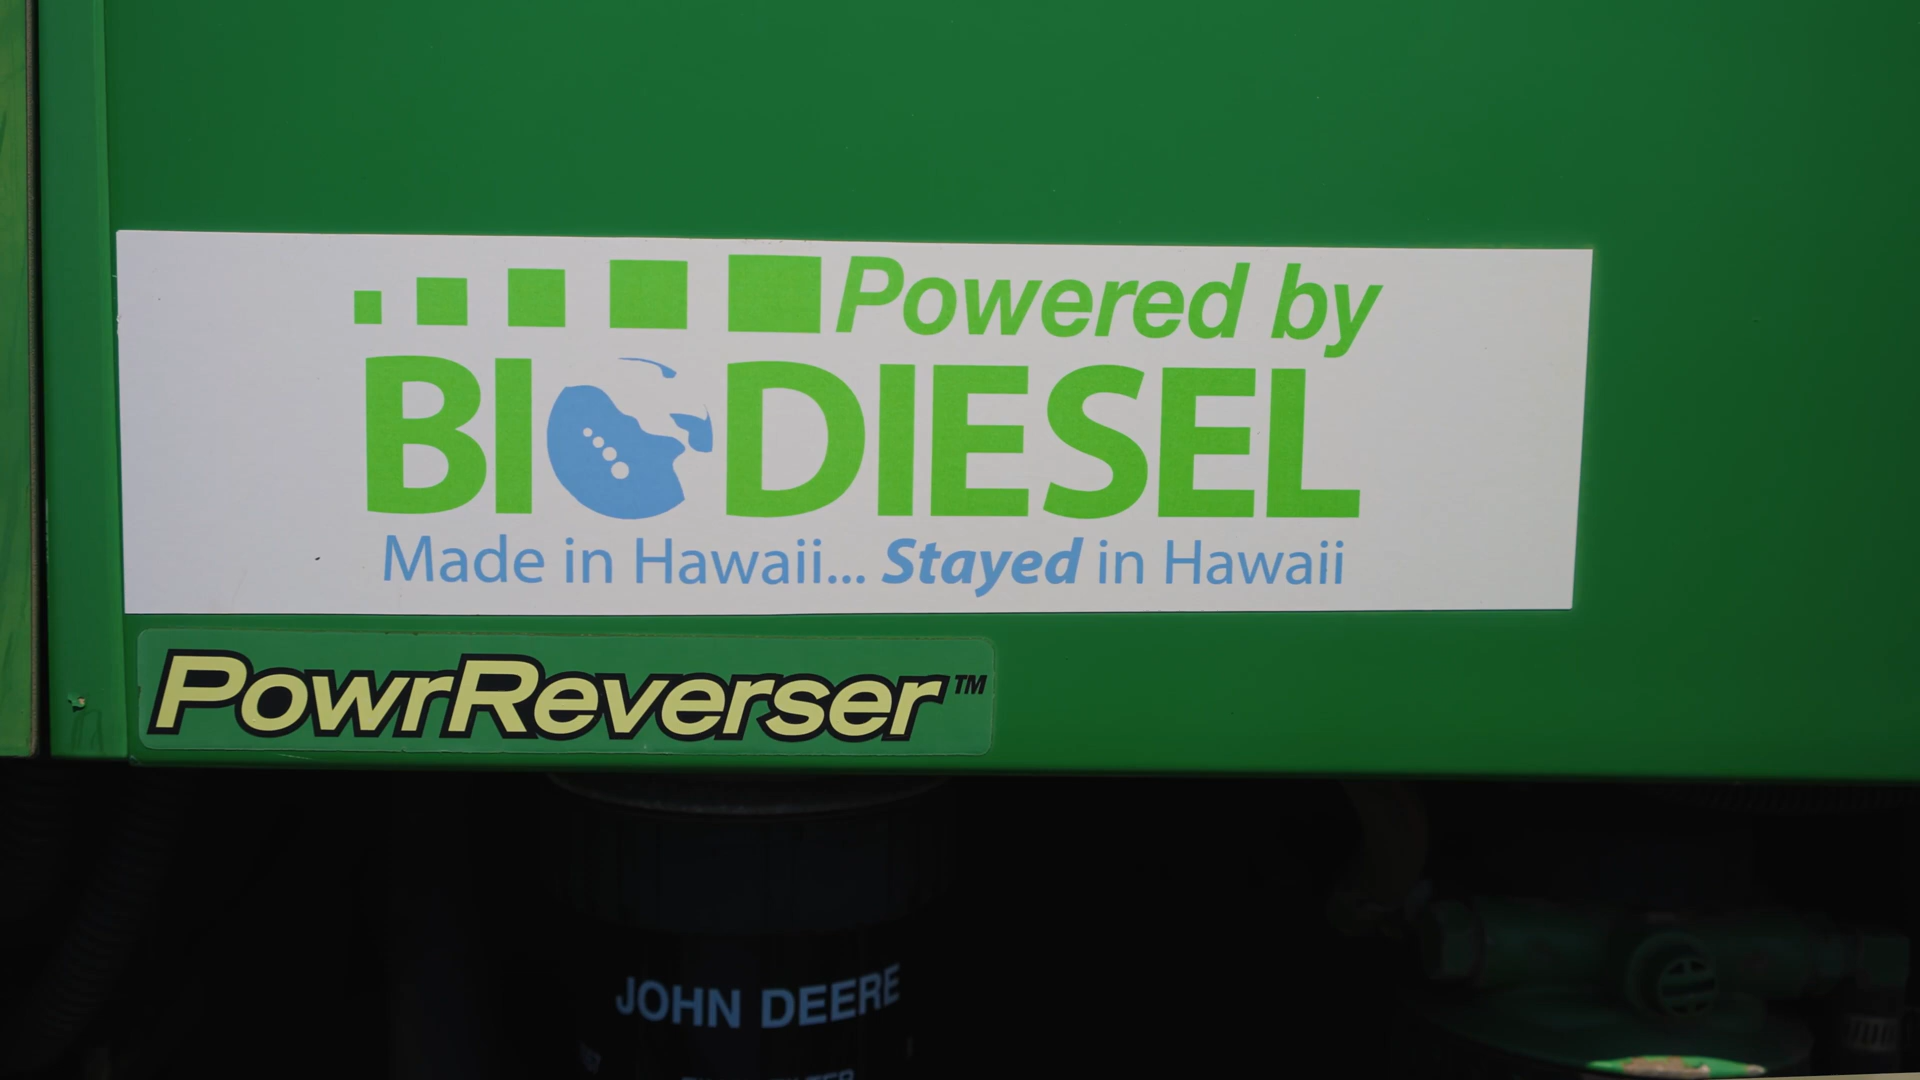 Powered by
BIODIESEL
Made in Hawaii... Stayed in Hawaii
PowrReverser™
JOHN DEERE